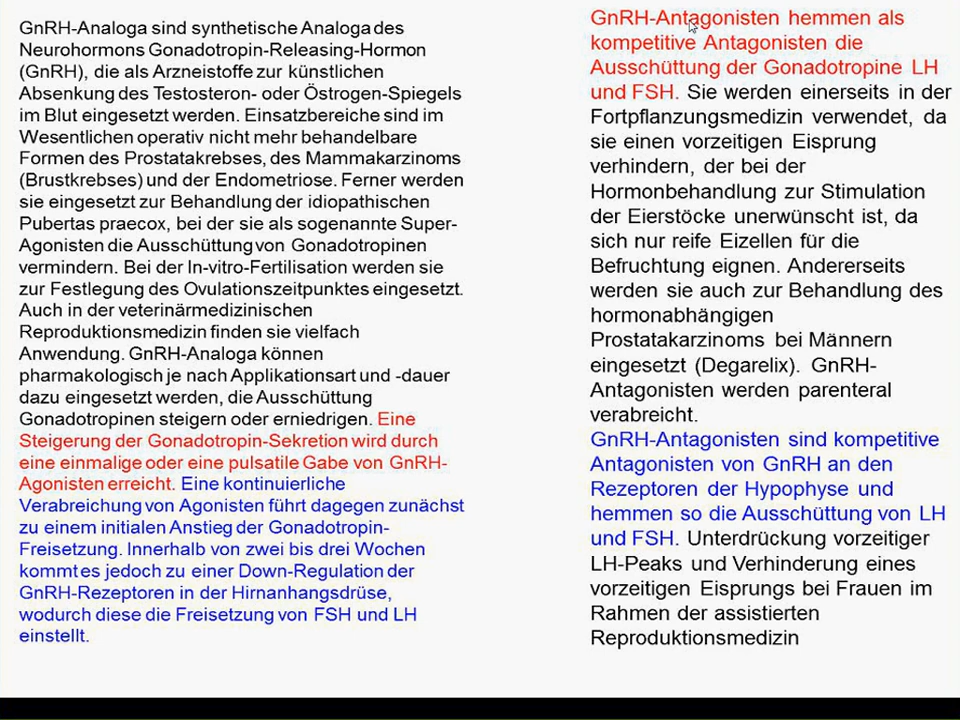 GnRH-Analoga sind synthetische Analoga des
Neurohormons Gonadotropin-Releasing-Hormon
(GnRH), die als Arzneistoffe zur künstlichen
Absenkung des Testosteron- oder Östrogen-Spiegels
im Blut eingesetzt werden. Einsatzbereiche sind im
Wesentlichen operativ nicht mehr behandelbare
Formen des Prostatakrebses, des Mammakarzinoms
(Brustkrebses) und der Endometriose. Ferner werden
sie eingesetzt zur Behandlung der idiopathischen
Pubertas praecox, bei der sie als sogenannte Super-
Agonisten die Ausschüttung von Gonadotropinen
vermindern. Bei der In-vitro-Fertilisation werden sie
zur Festlegung des Ovulationszeitpunktes eingesetzt.
Auch in der veterinärmedizinischen
Reproduktionsmedizin finden sie vielfach
Anwendung. GnRH-Analoga können
pharmakologisch je nach Applikationsart und -dauer
dazu eingesetzt werden, die Ausschüttung
Gonadotropinen steigern oder erniedrigen. Eine
Steigerung der Gonadotropin-Sekretion wird durch
eine einmalige oder eine pulsatile Gabe von GnRH-
Agonisten erreicht. Eine kontinuierliche
Verabreichung von Agonisten führt dagegen zunächst
zu einem initialen Anstieg der Gonadotropin-
Freisetzung. Innerhalb von zwei bis drei Wochen
kommt es jedoch zu einer Down-Regulation der
GnRH-Rezeptoren in der Hirnanhangsdrüse,
wodurch diese die Freisetzung von FSH und LH
einstellt.
GnRH-Antagonisten hemmen als
kompetitive Antagonisten die
Ausschüttung der Gonadotropine LH
und FSH. Sie werden einerseits in der
Fortpflanzungsmedizin verwendet, da
sie einen vorzeitigen Eisprung
verhindern, der bei der
Hormonbehandlung zur Stimulation
der Eierstöcke unerwünscht ist, da
sich nur reife Eizellen für die
Befruchtung eignen. Andererseits
werden sie auch zur Behandlung des
hormonabhängigen
Prostatakarzinoms bei Männern
eingesetzt (Degarelix). GnRH-
Antagonisten werden parenteral
verabreicht.
GnRH-Antagonisten sind kompetitive
Antagonisten von GnRH an den
Rezeptoren der Hypophyse und
hemmen so die Ausschüttung von LH
und FSH. Unterdrückung vorzeitiger
LH-Peaks und Verhinderung eines
vorzeitigen Eisprungs bei Frauen im
Rahmen der assistierten
Reproduktionsmedizin